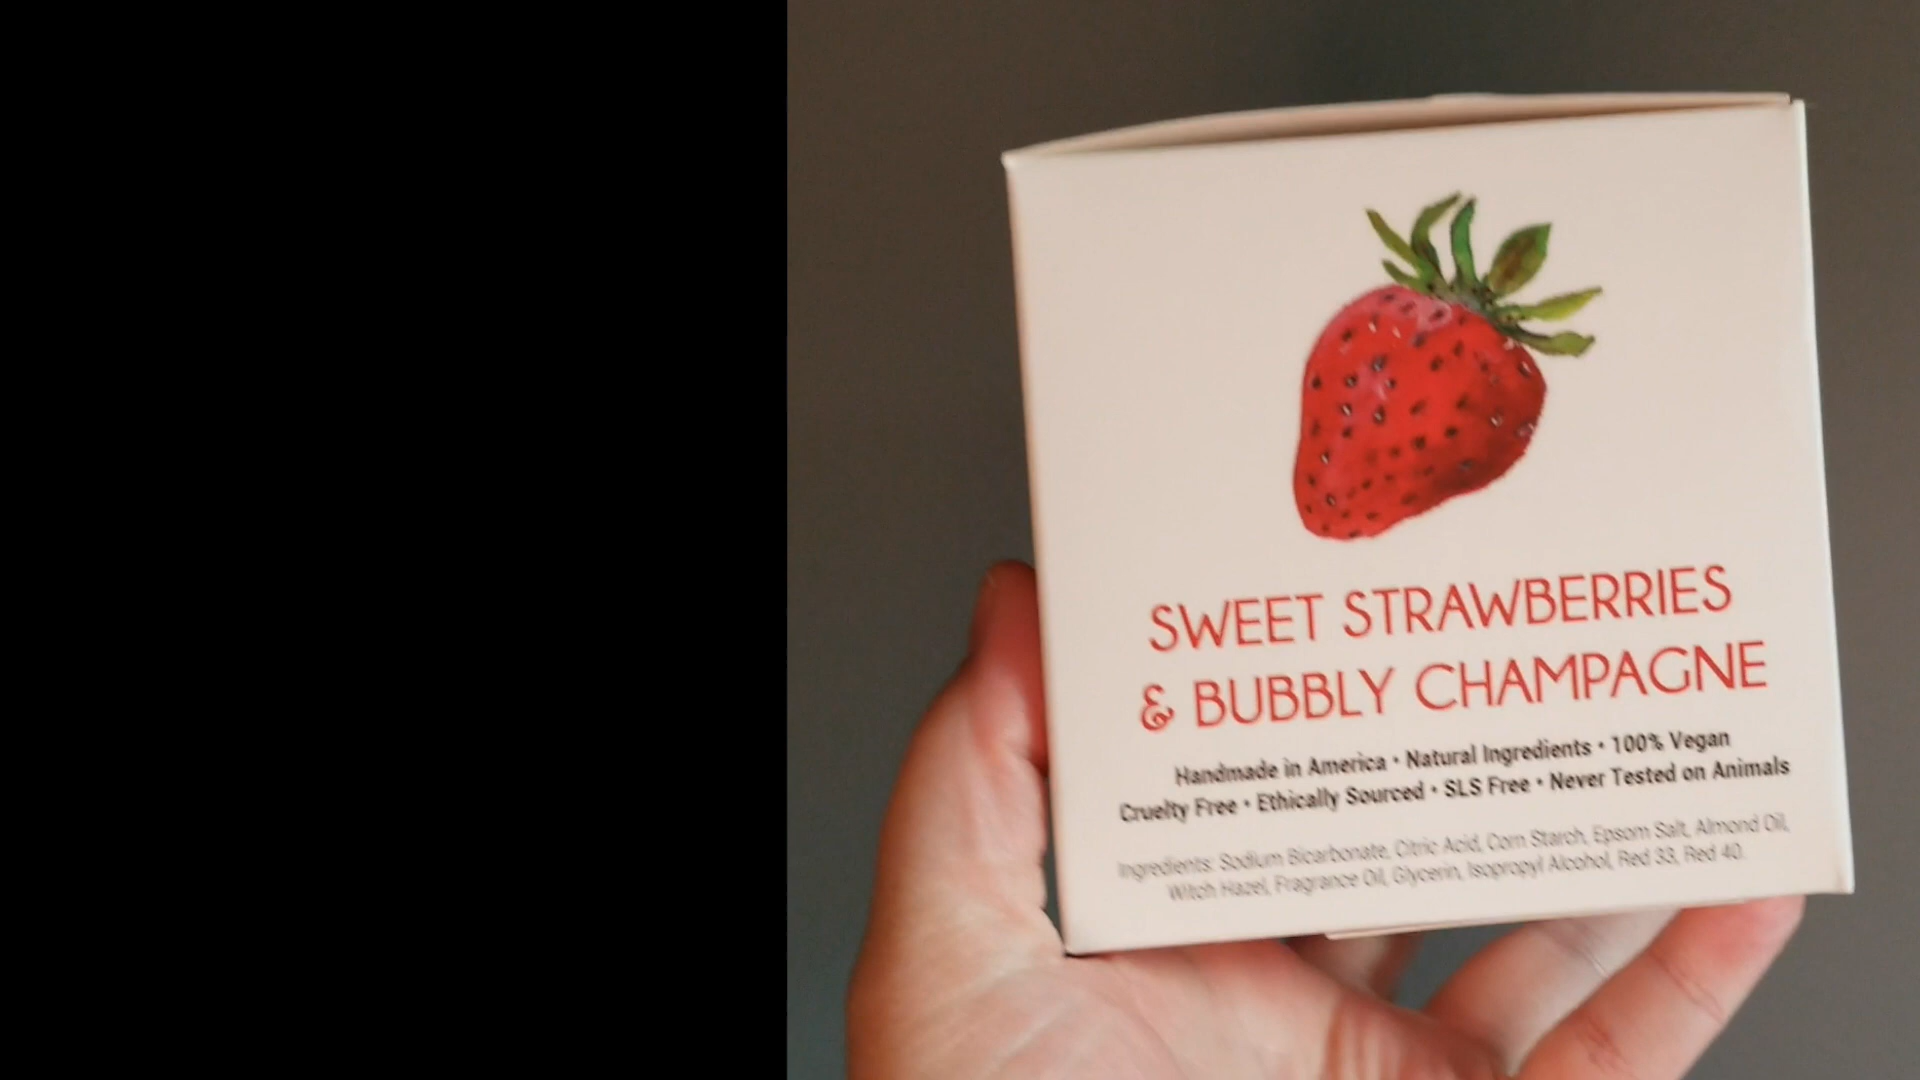 SWEET STRAWBERRIES
& BUBBLY CHAMPAGNE
Handmade in America • Natural Ingredients • 100% Vegan
Cruelty Free • Ethically Sourced • SLS Free • Never Tested on Animals
Ingredients: Sodium Bicarbonate, Citric Acid, Corn Starch, Epsom Salt, Almond Oil,
Witch Hazel, Fragrance Oil, Glycerin, Isopropyl Alcohol, Red 33, Red 40.